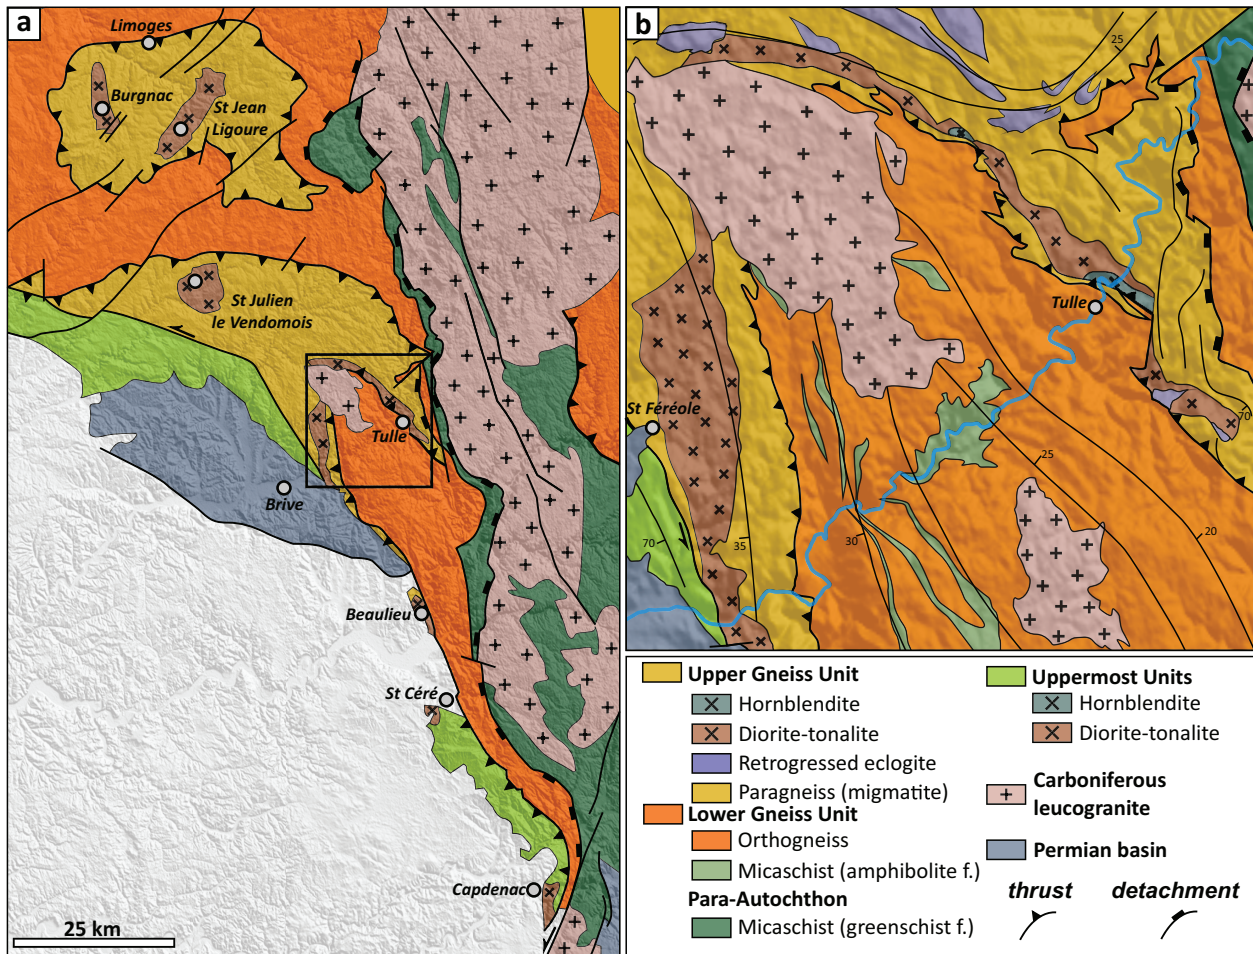 a
Limoges
Burgnac
St Jean
Ligoure
St Julien
le Vendomois
Tulle
Brive
Beaulieu
St Céré
Capdenac
25 km
b
25
Tulle
St Féréole
70
25
70
35
30
20
Upper Gneiss Unit
Hornblendite
Diorite-tonalite
Retrogressed eclogite
Paragneiss (migmatite)
Lower Gneiss Unit
Orthogneiss
Micaschist (amphibolite f.)
Para-Autochthon
Micaschist (greenschist f.)
Uppermost Units
Hornblendite
Diorite-tonalite
Carboniferous
leucogranite
Permian basin
thrust
detachment